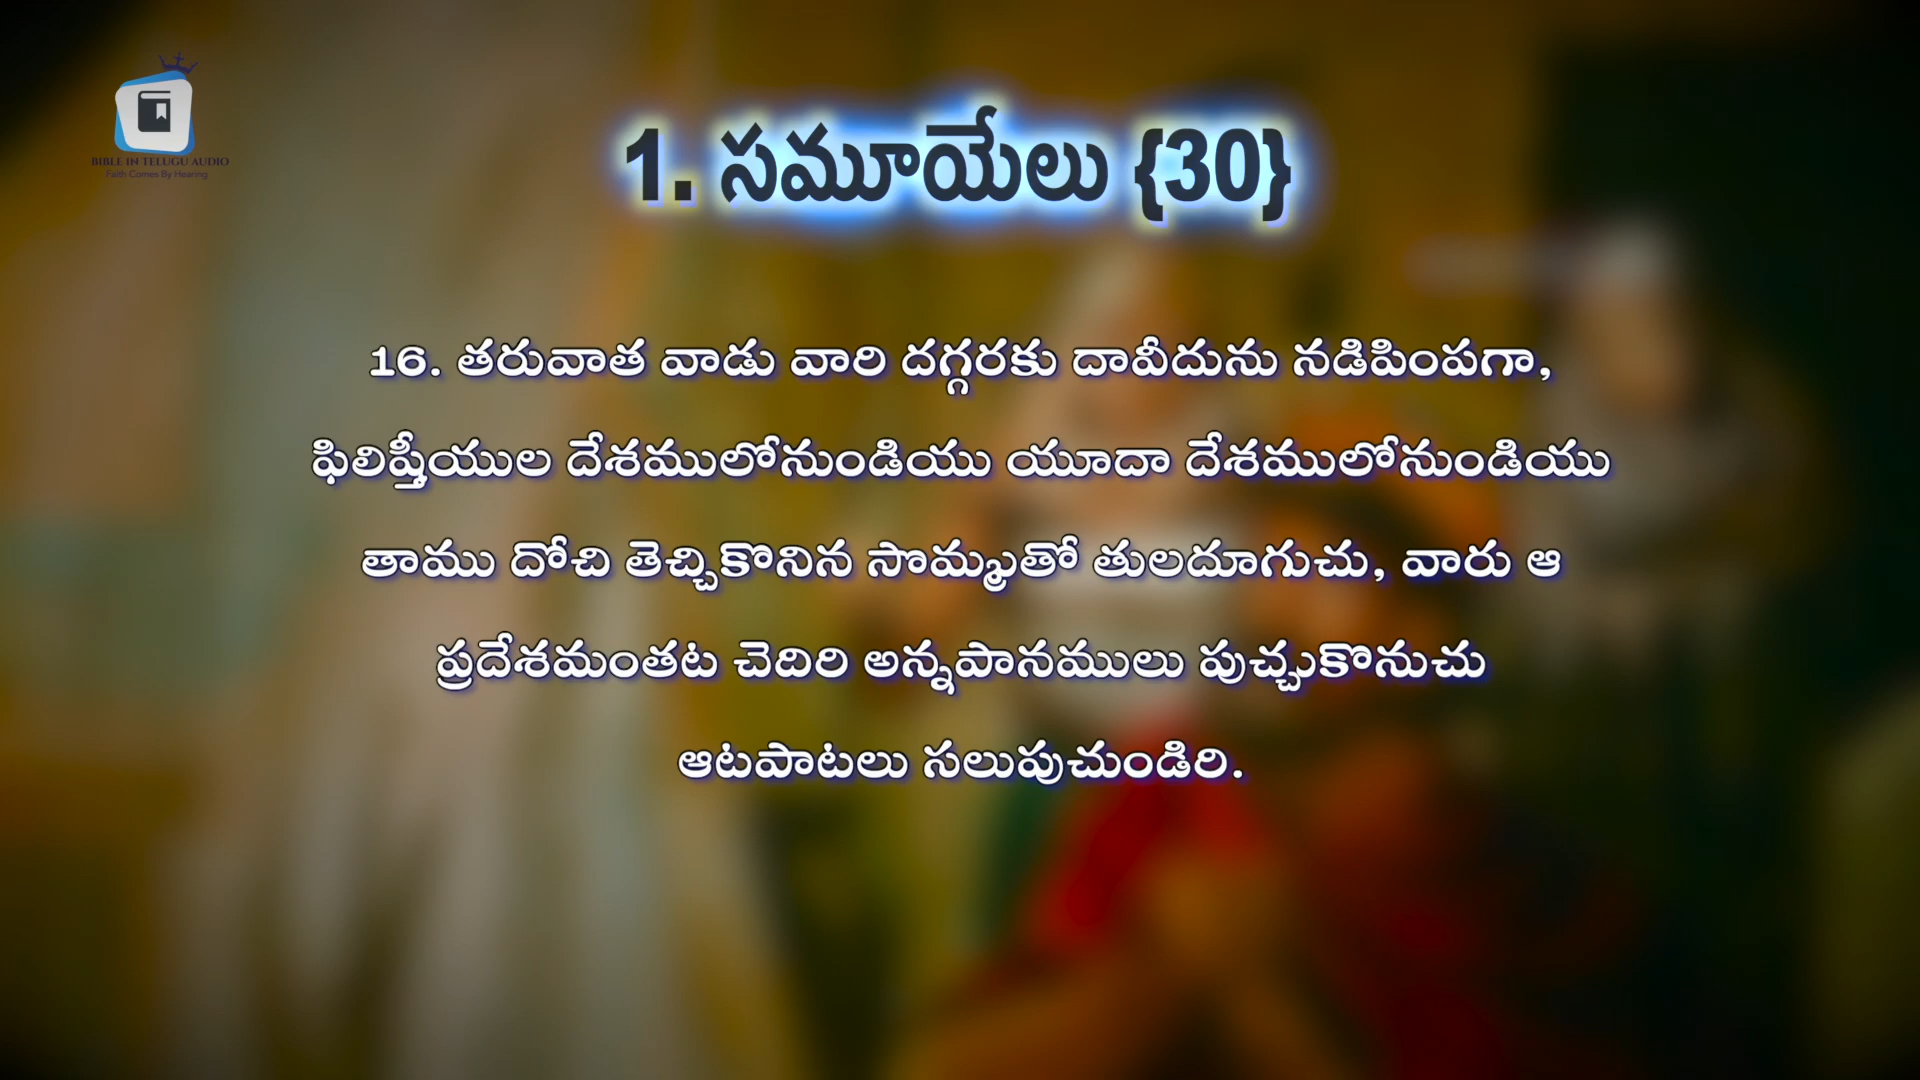 BIBLE IN TELUGU AUDIO
Faith Comes By Hearing
1. సమూయేలు {30}
16. తరువాత వాడు వారి దగ్గరకు దావీదును నడిపింపగా,
ఫిలిష్తీయుల దేశములోనుండియు యూదా దేశములోనుండియు
తాము దోచి తెచ్చికొనిన సొమ్ముతో తులదూగుచు, వారు ఆ
ప్రదేశమంతట చెదిరి అన్నపానములు పుచ్చుకొనుచు
ఆటపాటలు సలుపుచుండిరి.